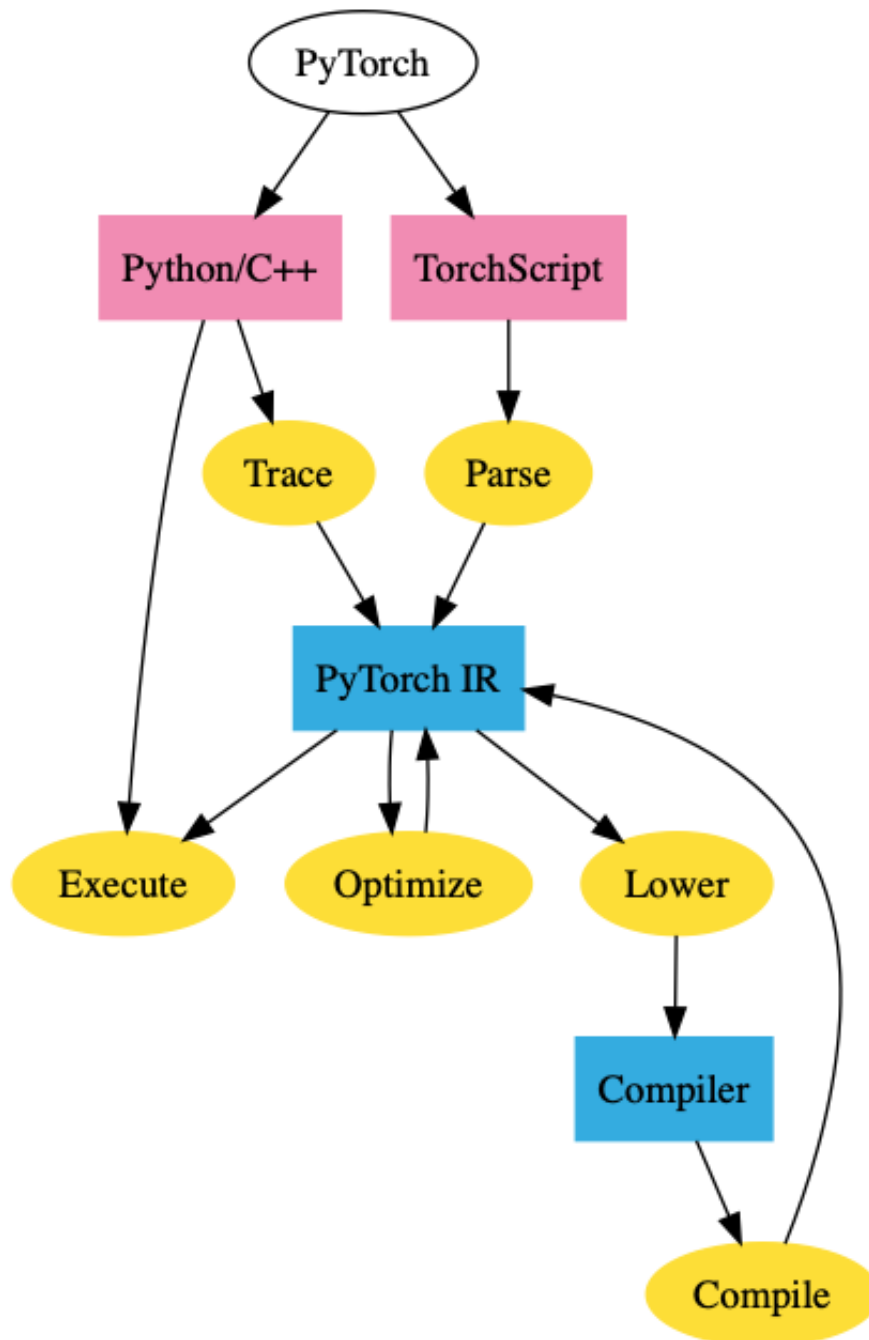 PyTorch
Python/C++
TorchScript
Trace
Parse
PyTorch IR
Execute
Optimize
Lower
Compiler
Compile